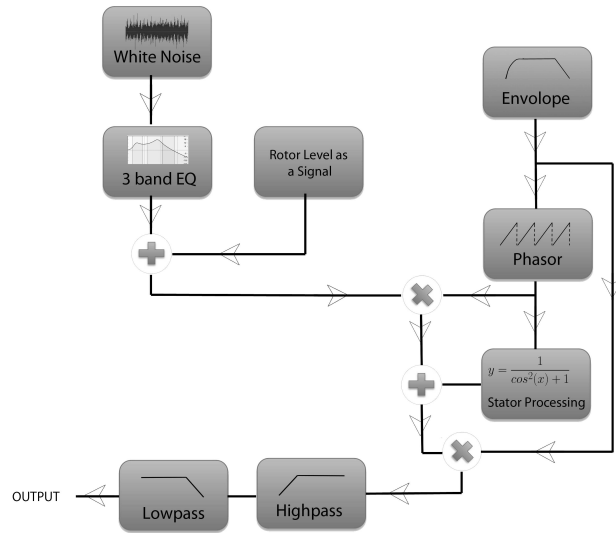 White Noise
Envolope
3 band EQ
Rotor Level as
a Signal
Phasor
y = 1/(cos²(x) + 1)
Stator Processing
OUTPUT
Lowpass
Highpass